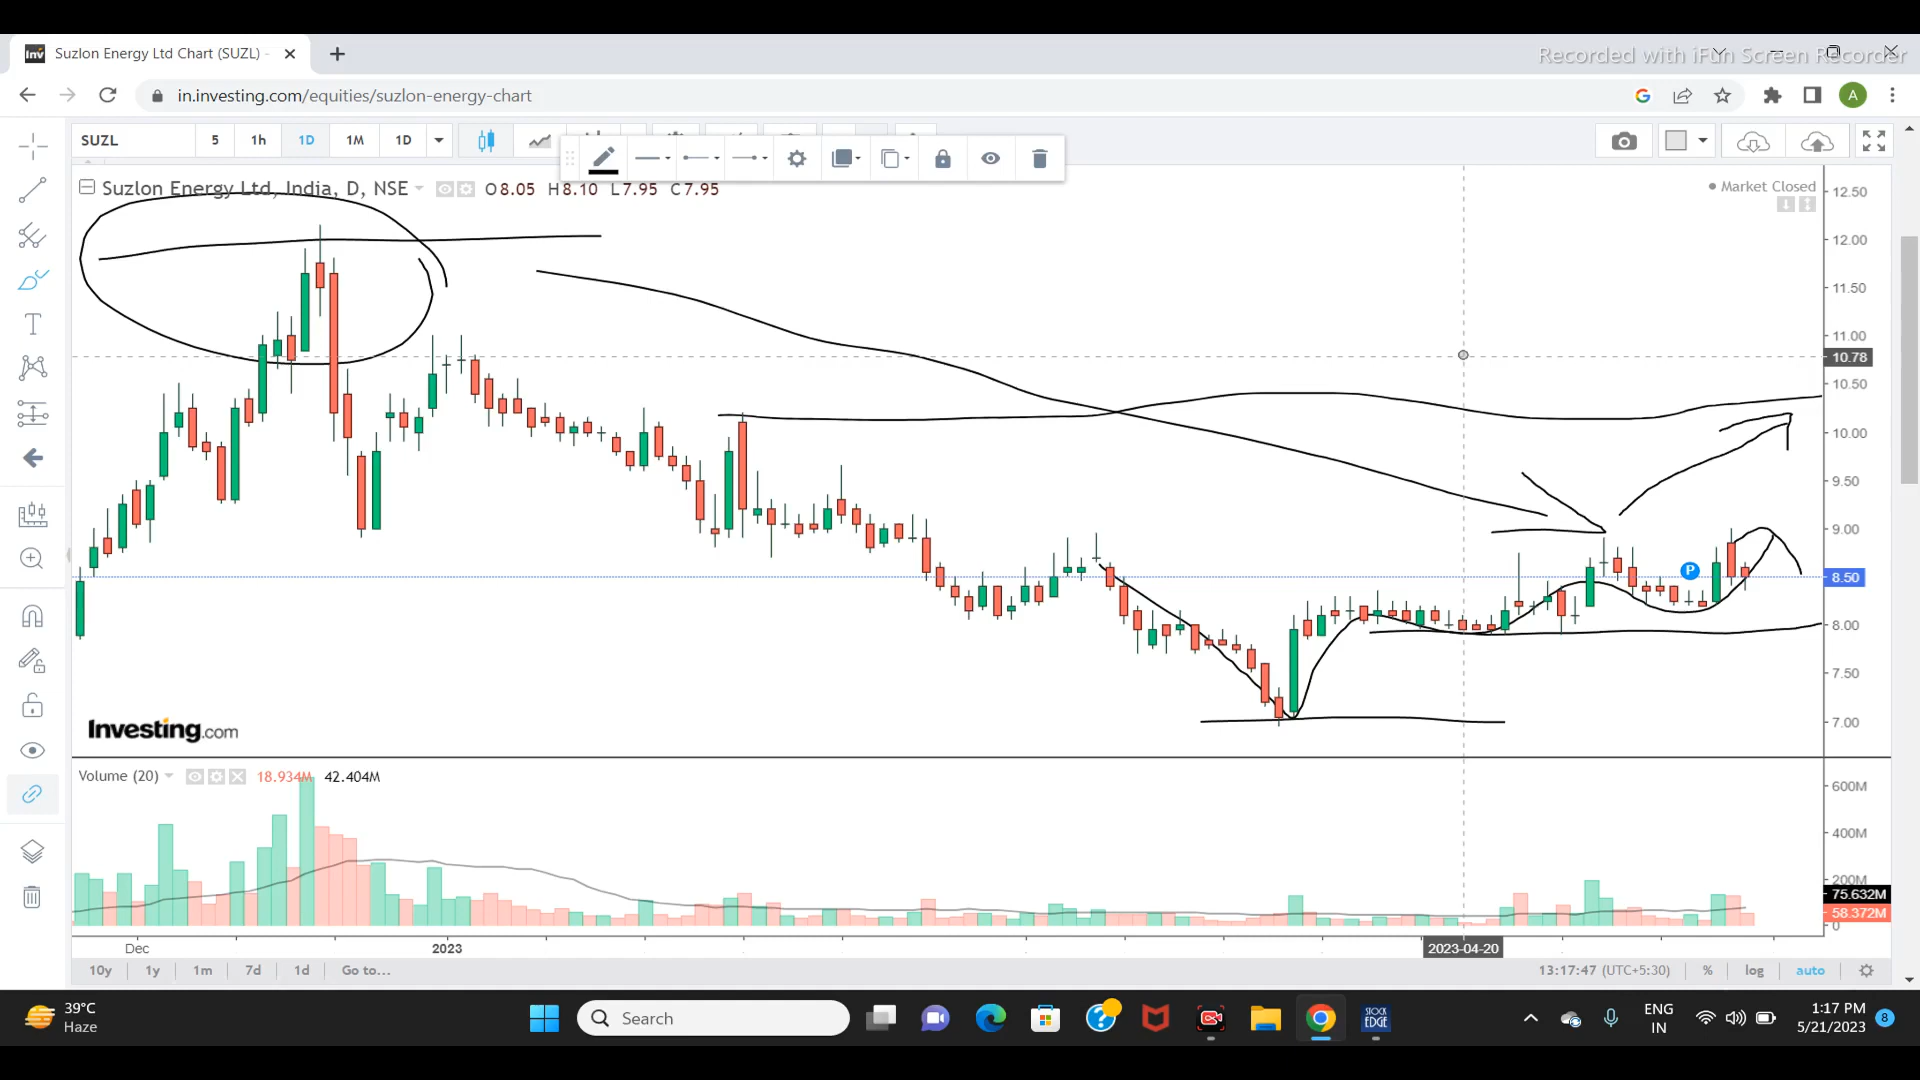 Suzlon Energy Ltd Chart (SUZL) -
Recorded with iFun Screen Recorder
in.investing.com/equities/suzlon-energy-chart
A
SUZL 5 1h 1D 1M 1D
Suzlon Energy Ltd, India, D, NSE O8.05 H8.10 L7.95 C7.95
Market Closed
12.50
12.00
11.50
11.00
10.78
10.50
10.00
9.50
9.00
P
8.50
8.00
7.50
7.00
Investing.com
Volume (20) 18.934M 42.404M
600M
400M
200M
75.632M
58.372M
0
Dec 2023 2023-04-20
10y 1y 1m 7d 1d Go to... 13:17:47 (UTC+5:30) % log auto
39°C
Haze
Search
STOCK
EDGE
ENG
IN
1:17 PM
5/21/2023
8